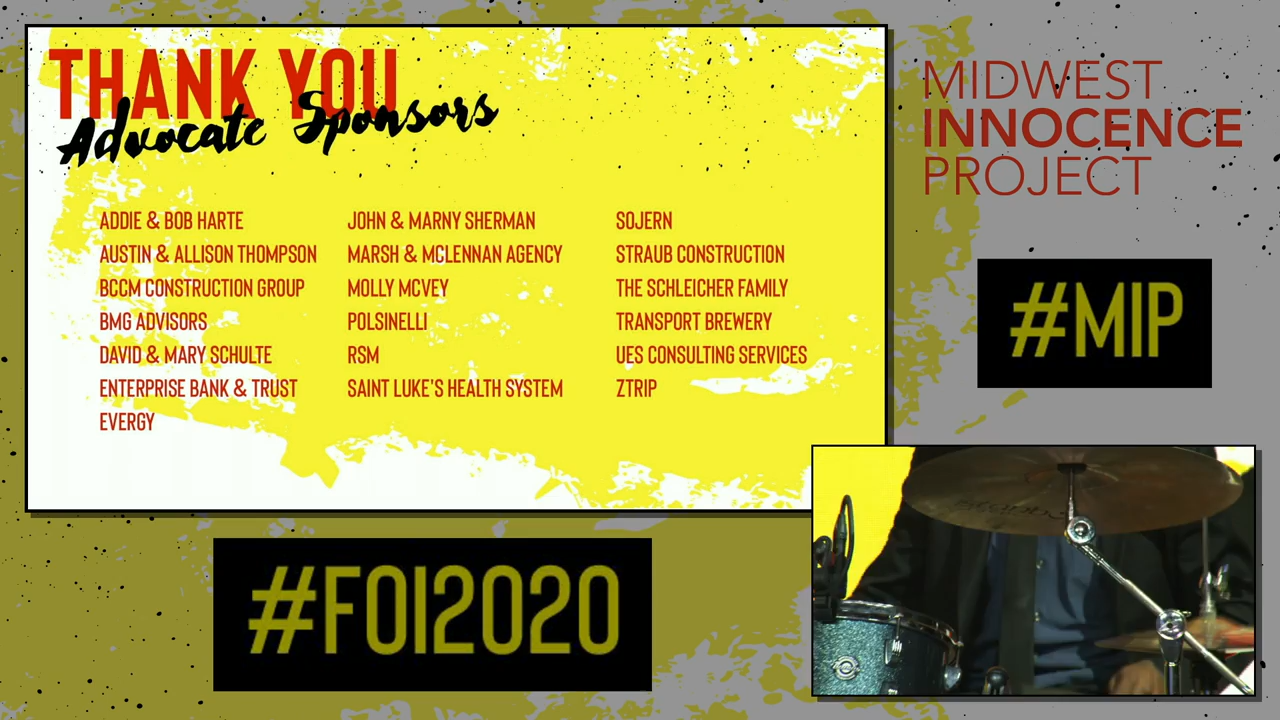 THANK YOU
Advocate Sponsors
ADDIE & BOB HARTE
AUSTIN & ALLISON THOMPSON
BCCM CONSTRUCTION GROUP
BMG ADVISORS
DAVID & MARY SCHULTE
ENTERPRISE BANK & TRUST
EVERGY
JOHN & MARNY SHERMAN
MARSH & MCLENNAN AGENCY
MOLLY MCVEY
POLSINELLI
RSM
SAINT LUKE'S HEALTH SYSTEM
SOJERN
STRAUB CONSTRUCTION
THE SCHLEICHER FAMILY
TRANSPORT BREWERY
UES CONSULTING SERVICES
ZTRIP
MIDWEST
INNOCENCE
PROJECT
#MIP
#FOI2020